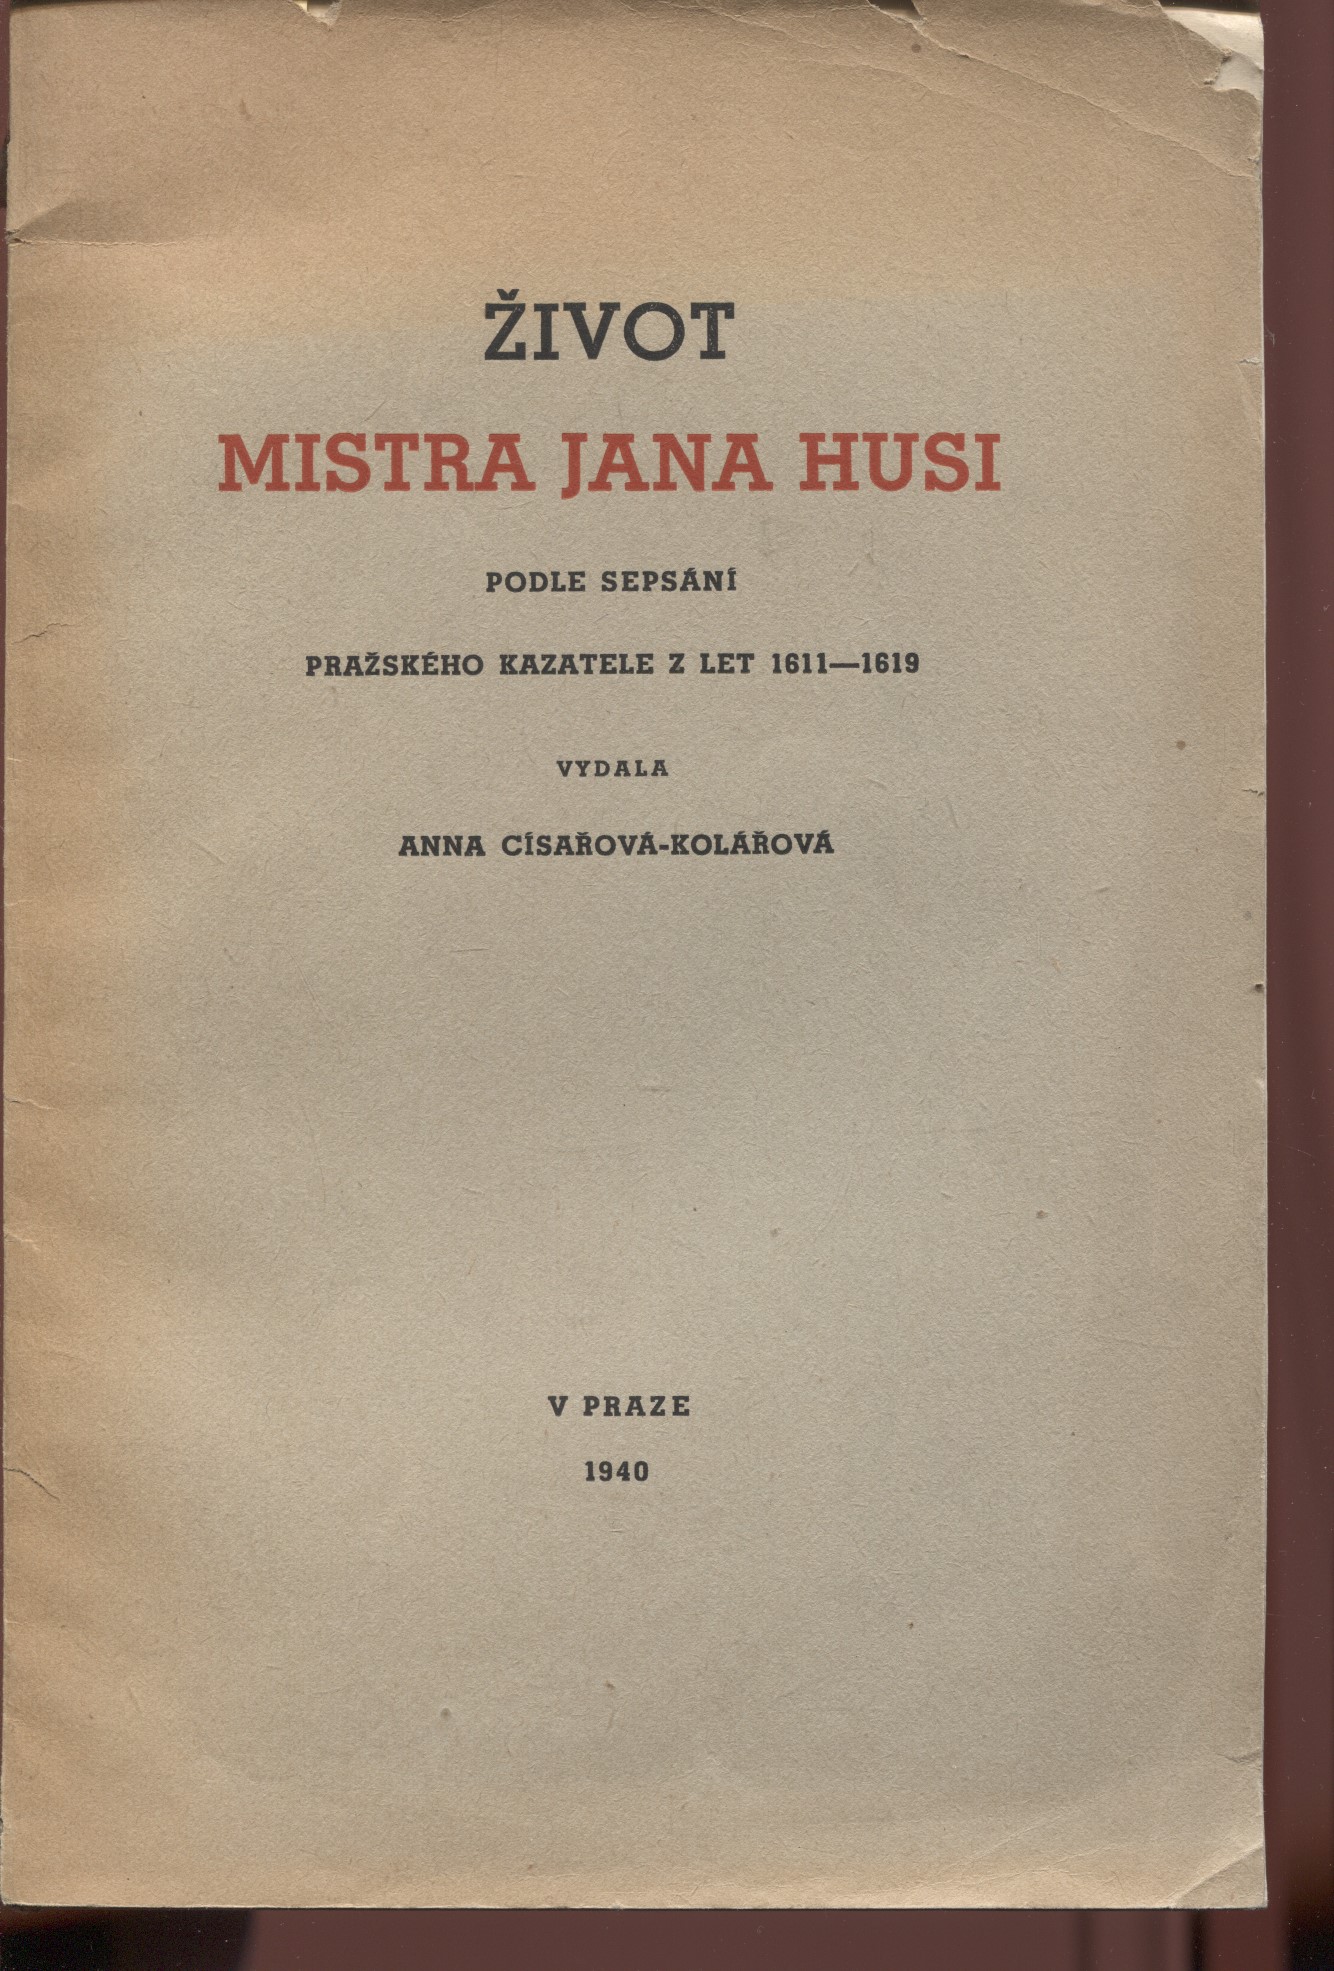 ŽIVOT
MISTRA JANA HUSI
PODLE SEPSÁNÍ
PRAŽSKÉHO KAZATELE Z LET 1611—1619
VYDALA
ANNA CÍSAŘOVÁ-KOLÁŘOVÁ
V PRAZE
1940